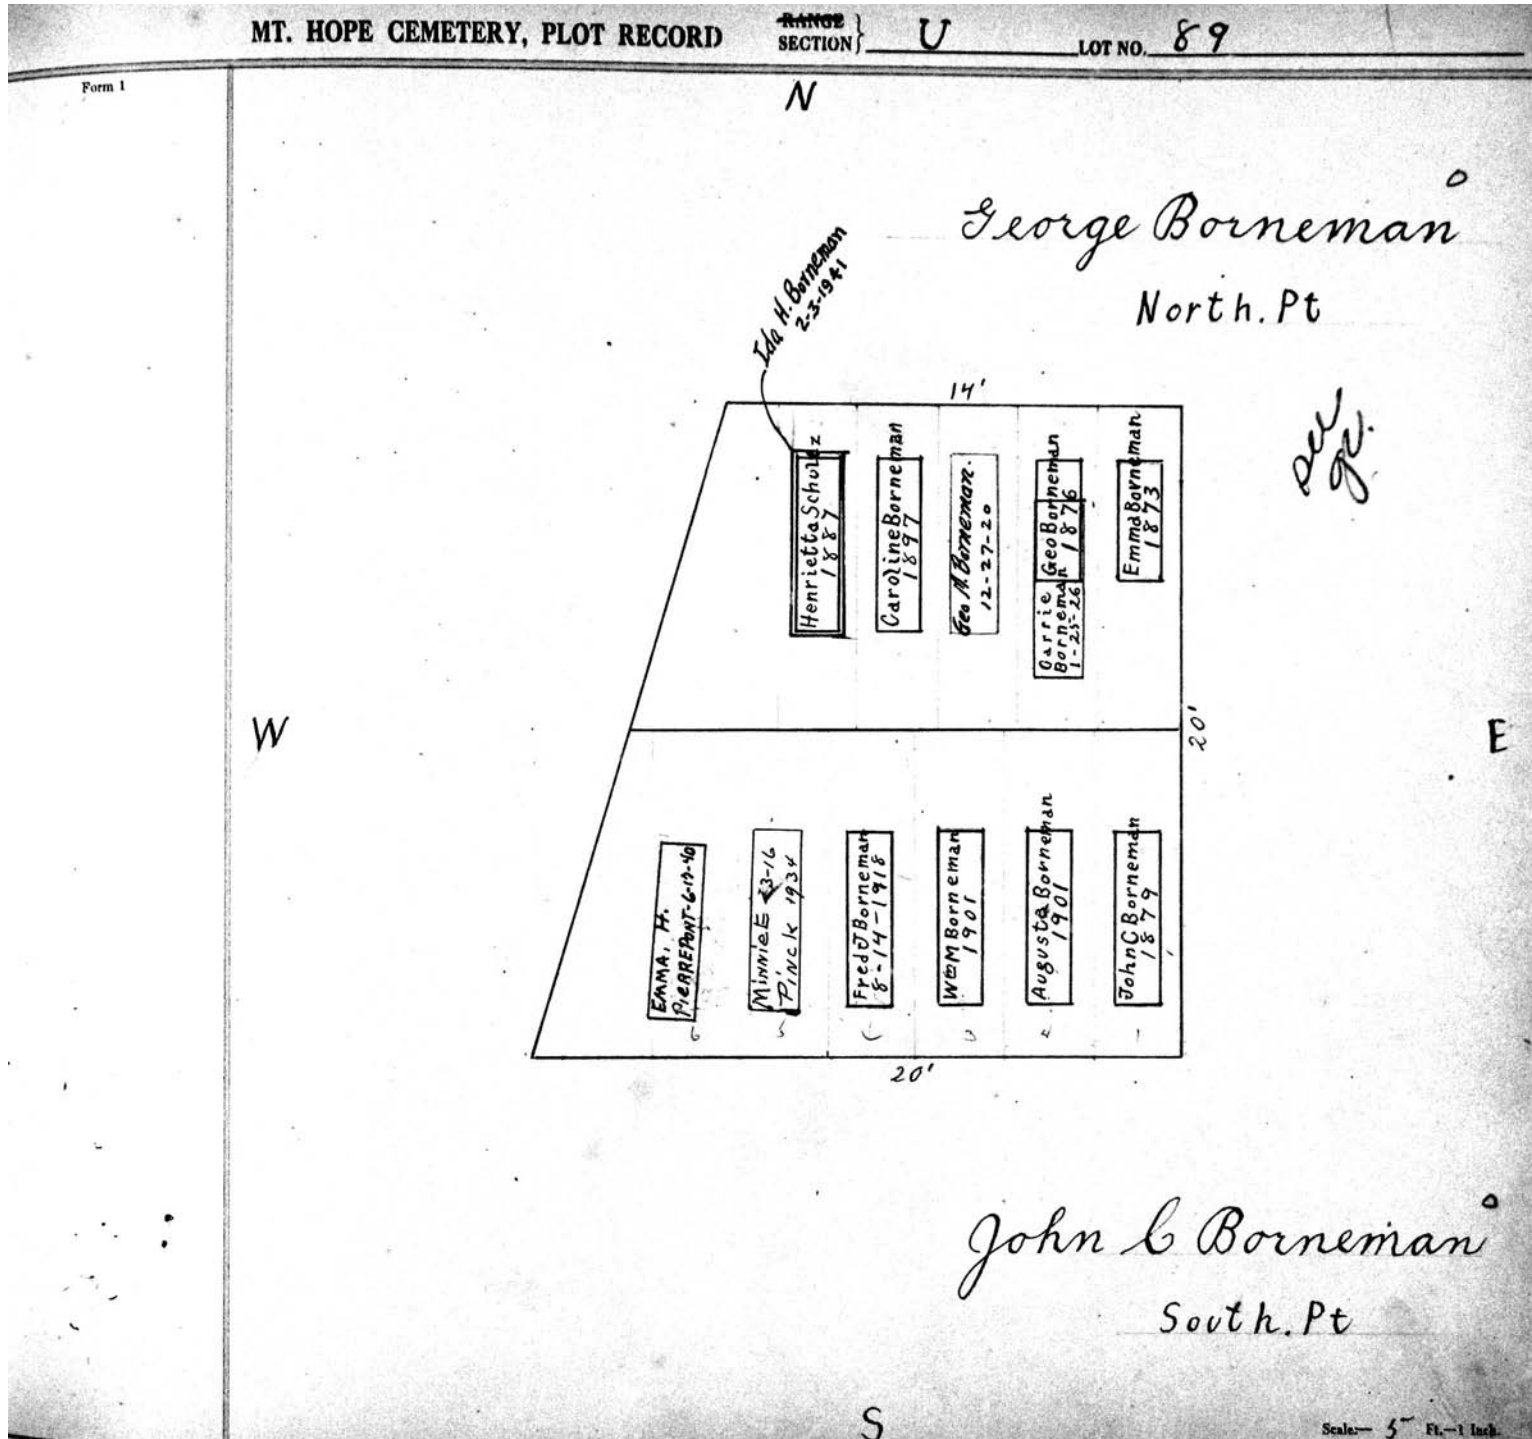 MT. HOPE CEMETERY, PLOT RECORD
RANGE
SECTION U LOT NO. 89
Form 1
N
George Borneman
North. Pt
Ida H. Borneman
2-3-1941
14'
Henrietta Schultz
1887
Caroline Borneman
1897
Geo M. Borneman.
12-27-20
Geo Borneman
1876
Carrie
Borneman
1-25-26
Emma Borneman
1873
W
20'
E
EMMA. H.
PIERREPONT-6-19-40
MINNIE E 3-16
PINCK 1934
Fred J Borneman
8-14-1918
Wm Borneman
1901
Augusta Borneman
1901
John C Borneman
1879
6 5 4 3 2 1
20'
John C Borneman
South. Pt
S
Scale:— 5 Ft.—1 Inch.